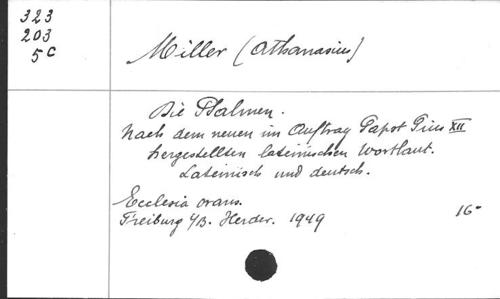 323
203
5c
Miller (Athanasius)
Die Psalmen.
Nach dem neuen im Auftrag Papst Pius XII
hergestellten lateinischen Wortlaut.
Lateinisch und deutsch.
Ecclesia orans.
Freiburg i/B. Herder. 1949
16-